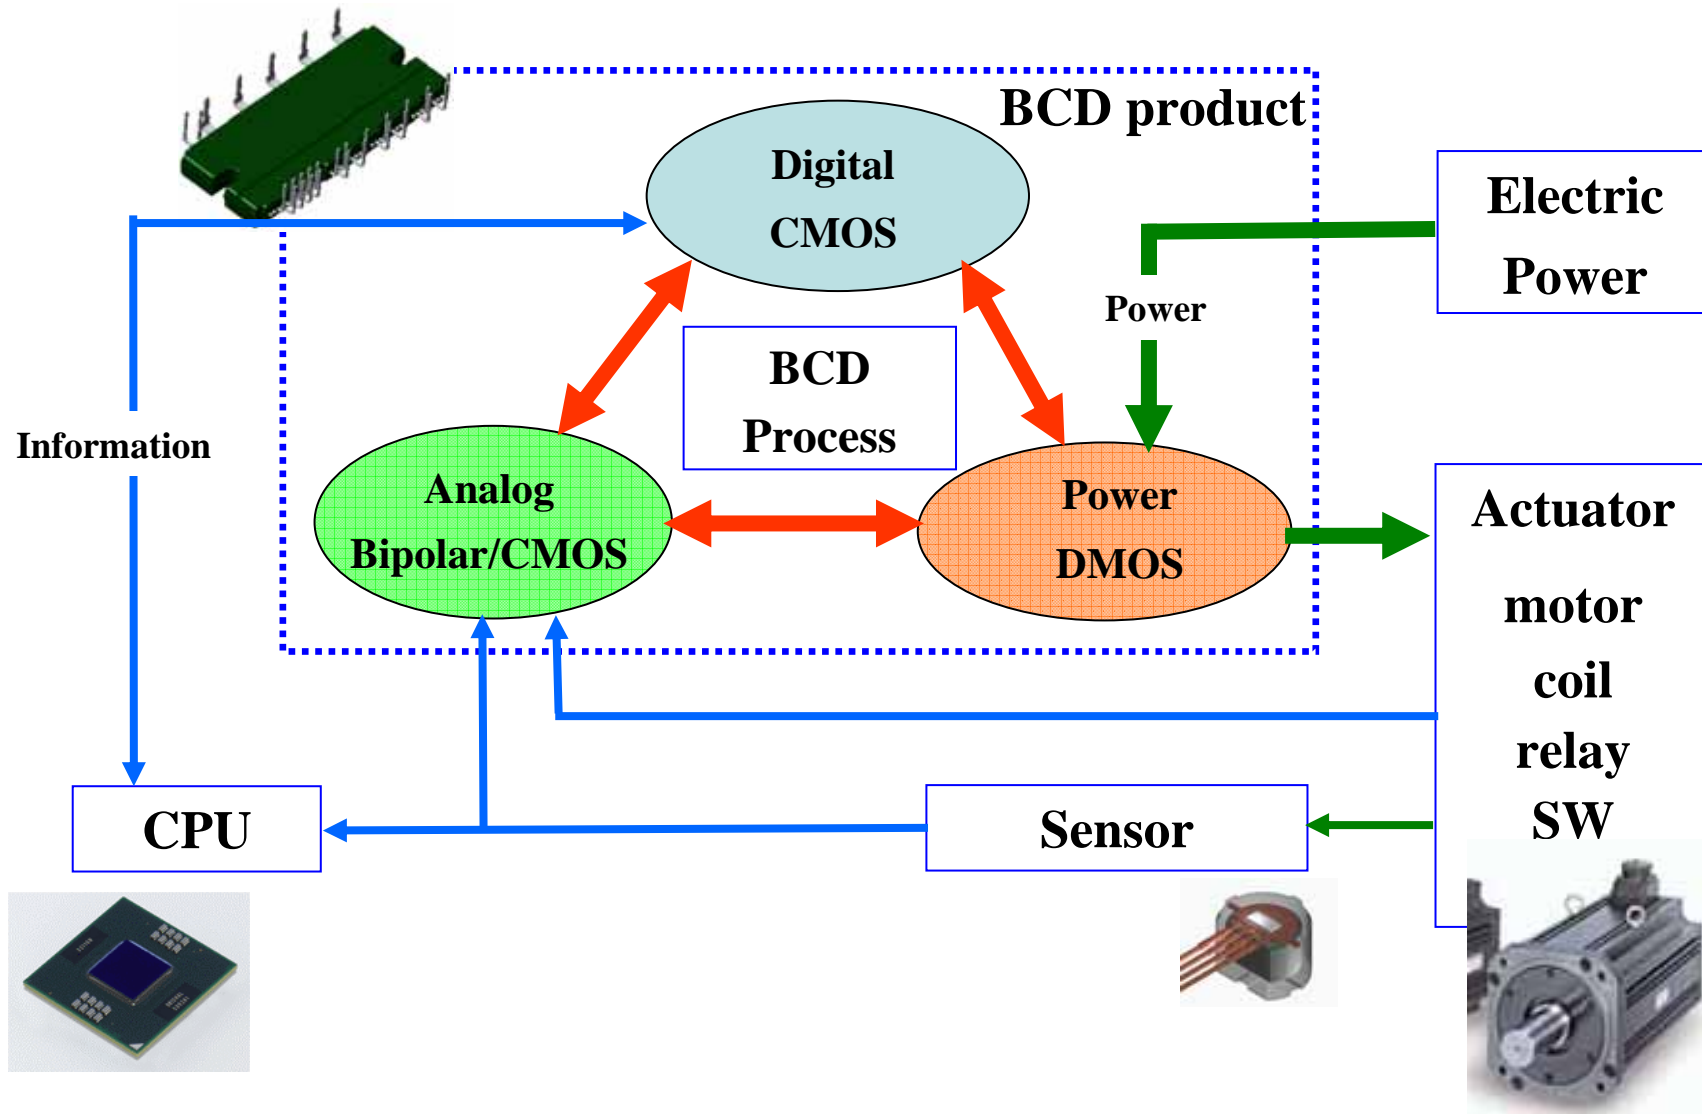 BCD product
Digital
CMOS
Electric
Power
Power
BCD
Process
Information
Analog
Bipolar/CMOS
Power
DMOS
Actuator
motor
coil
relay
SW
CPU
Sensor